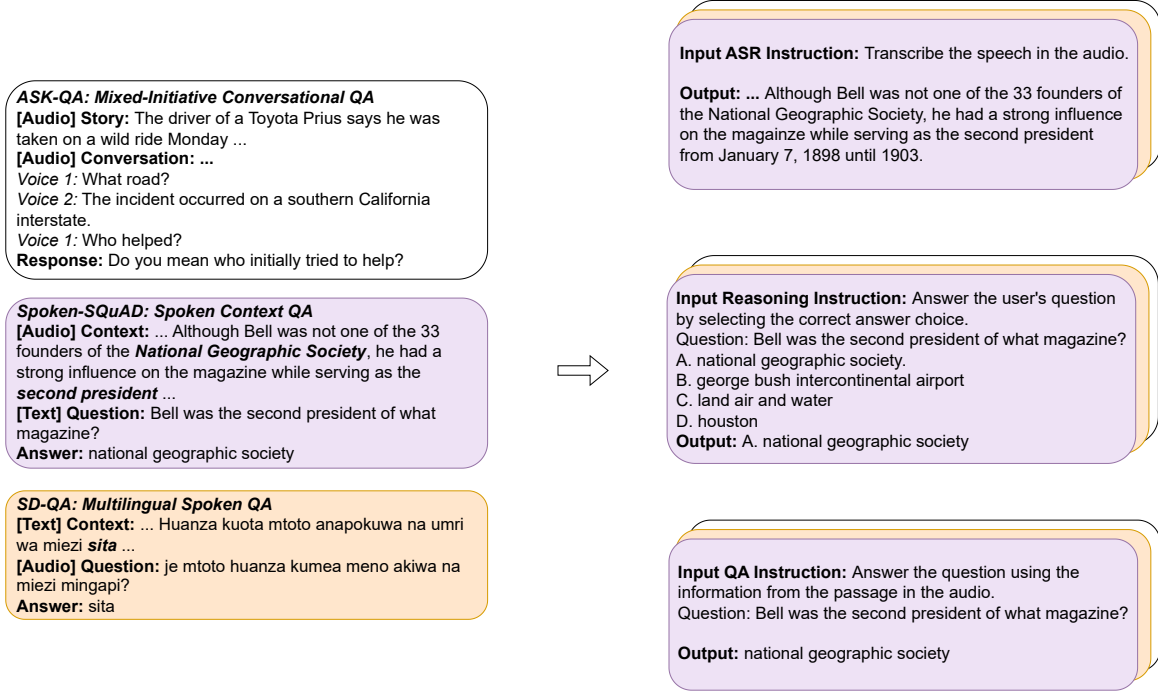 ASK-QA: Mixed-Initiative Conversational QA
[Audio] Story: The driver of a Toyota Prius says he was
taken on a wild ride Monday ...
[Audio] Conversation: ...
Voice 1: What road?
Voice 2: The incident occurred on a southern California
interstate.
Voice 1: Who helped?
Response: Do you mean who initially tried to help?
Spoken-SQuAD: Spoken Context QA
[Audio] Context: ... Although Bell was not one of the 33
founders of the National Geographic Society, he had a
strong influence on the magazine while serving as the
second president ...
[Text] Question: Bell was the second president of what
magazine?
Answer: national geographic society
SD-QA: Multilingual Spoken QA
[Text] Context: ... Huanza kuota mtoto anapokuwa na umri
wa miezi sita ...
[Audio] Question: je mtoto huanza kumea meno akiwa na
miezi mingapi?
Answer: sita
Input ASR Instruction: Transcribe the speech in the audio.
Output: ... Although Bell was not one of the 33 founders of
the National Geographic Society, he had a strong influence
on the magainze while serving as the second president
from January 7, 1898 until 1903.
Input Reasoning Instruction: Answer the user's question
by selecting the correct answer choice.
Question: Bell was the second president of what magazine?
A. national geographic society.
B. george bush intercontinental airport
C. land air and water
D. houston
Output: A. national geographic society
Input QA Instruction: Answer the question using the
information from the passage in the audio.
Question: Bell was the second president of what magazine?
Output: national geographic society